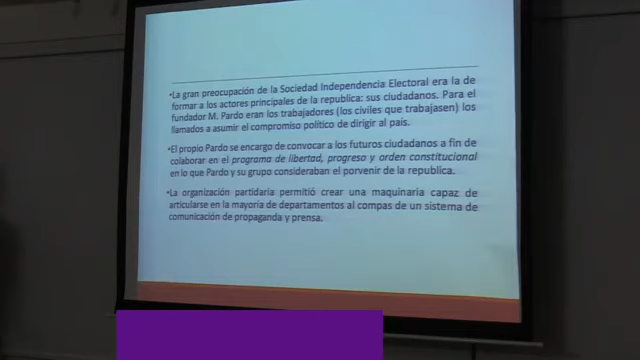 •La gran preocupación de la Sociedad Independencia Electoral era la de
formar a los actores principales de la republica: sus ciudadanos. Para el
fundador M. Pardo eran los trabajadores (los civiles que trabajasen) los
llamados a asumir el compromiso político de dirigir al país.
•El propio Pardo se encargo de convocar a los futuros ciudadanos a fin de
colaborar en el programa de libertad, progreso y orden constitucional
en lo que Pardo y su grupo consideraban el porvenir de la republica.
•La organización partidaria permitió crear una maquinaria capaz de
articularse en la mayoría de departamentos al compas de un sistema de
comunicación de propaganda y prensa.